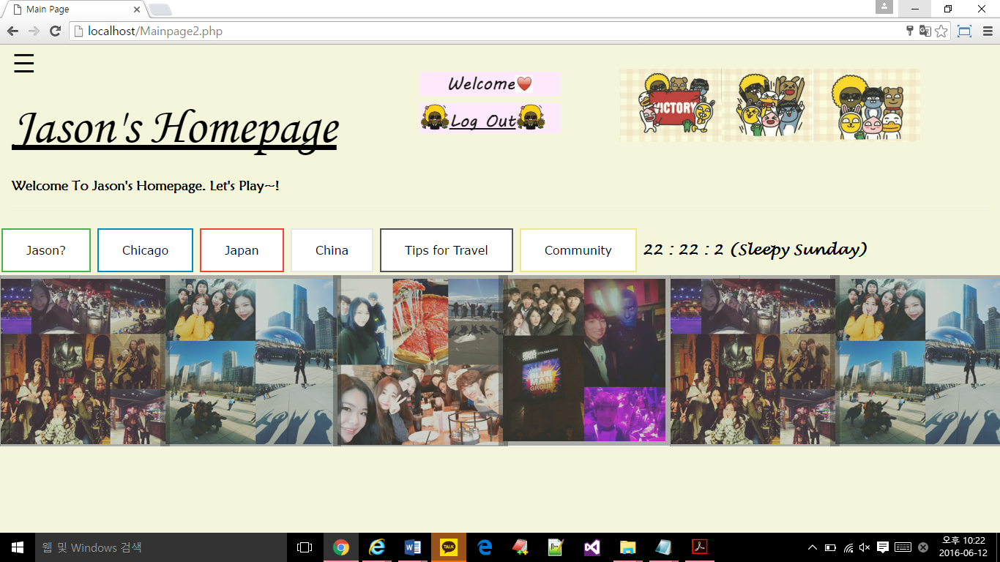 Main Page
localhost/Mainpage2.php
Welcome
Log Out
VICTORY
Jason's Homepage
Welcome To Jason's Homepage. Let's Play~!
Jason?
Chicago
Japan
China
Tips for Travel
Community
22 : 22 : 2 (Sleepy Sunday)
BLUE
MAN
GROUP
웹 및 Windows 검색
TALK
오후 10:22
2016-06-12